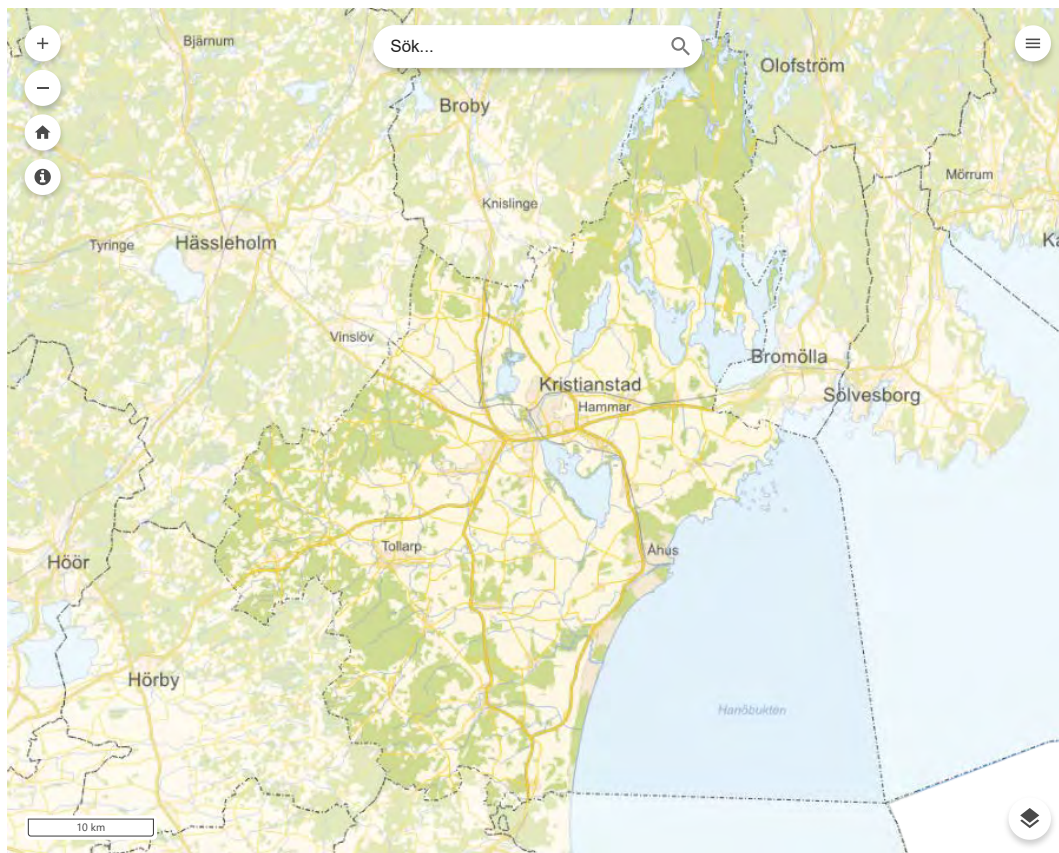 Bjärnum
Sök...
Olofström
Broby
Mörrum
Knislinge
Tyringe
Hässleholm
Ka
Vinslöv
Bromölla
Kristianstad
Hammar
Sölvesborg
Tollarp
Åhus
Höör
Hörby
Hanöbukten
10 km